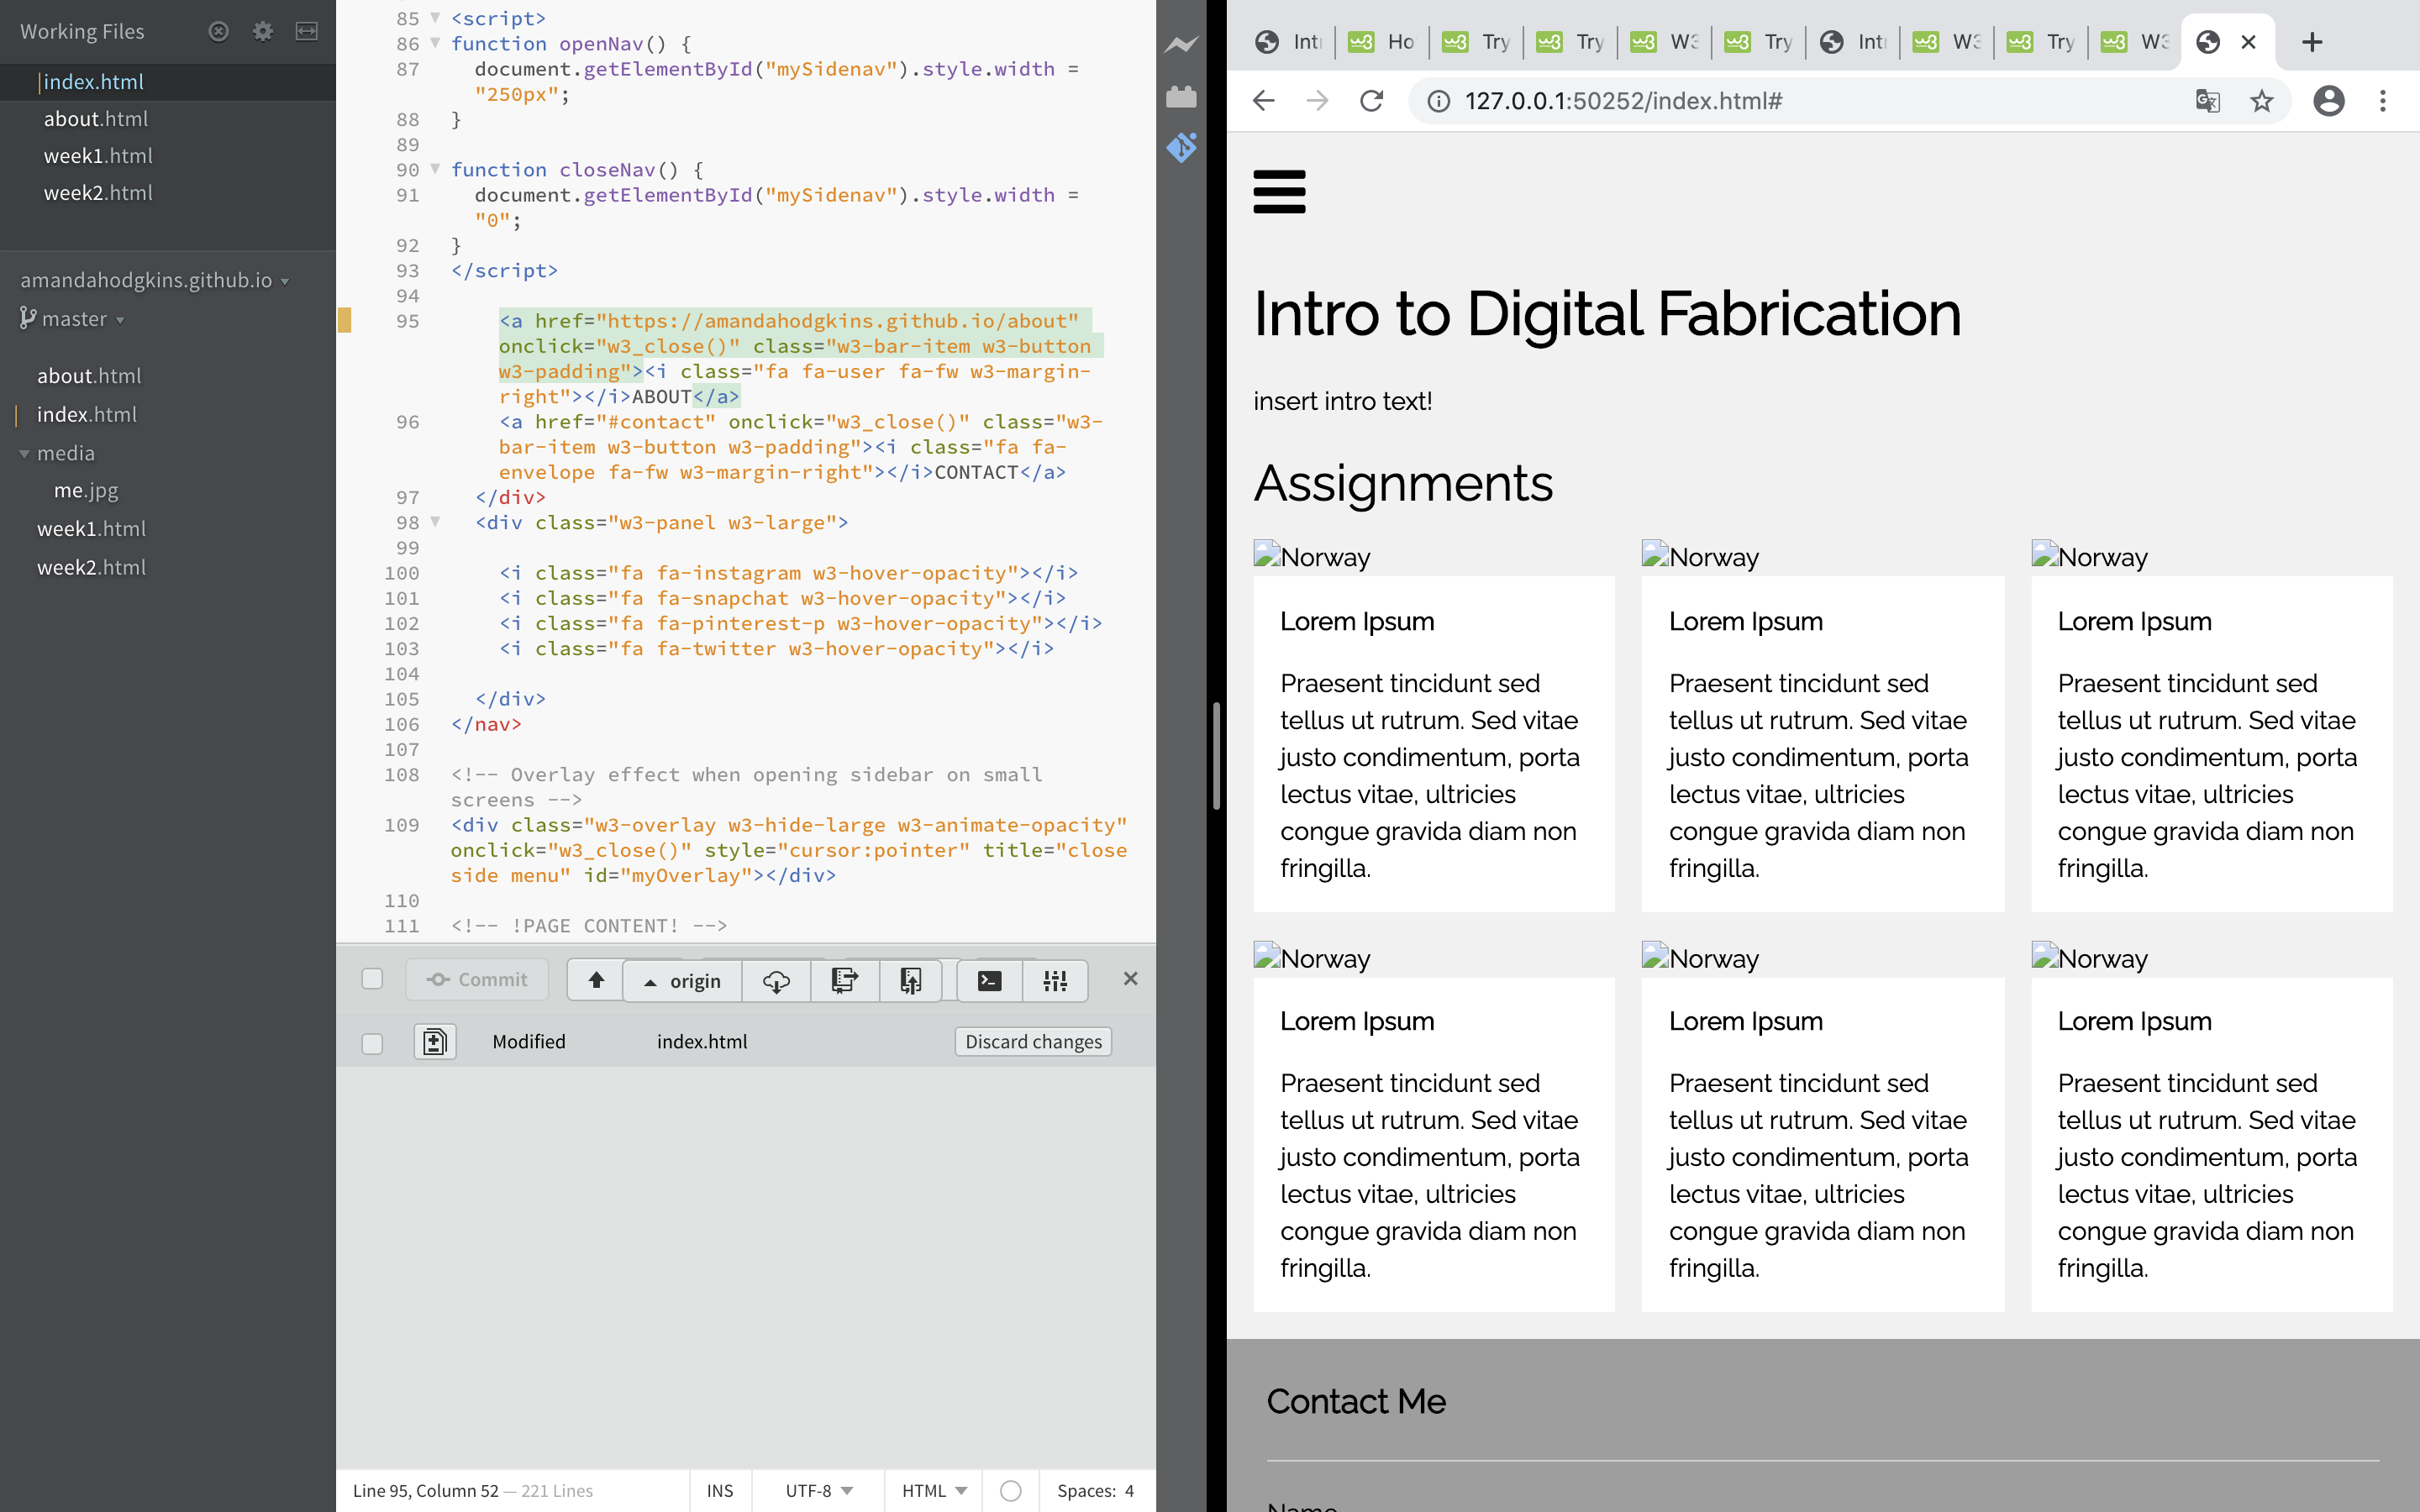 Working Files
index.html
about.html
week1.html
week2.html
amandahodgkins.github.io
master
about.html
index.html
media
me.jpg
week1.html
week2.html
85 <script>
86 function openNav() {
87 document.getElementById("mySidenav").style.width =
"250px";
88 }
89
90 function closeNav() {
91 document.getElementById("mySidenav").style.width =
"0";
92 }
93 </script>
94
95 <a href="https://amandahodgkins.github.io/about"
onclick="w3_close()" class="w3-bar-item w3-button
w3-padding"><i class="fa fa-user fa-fw w3-margin-
right"></i>ABOUT</a>
96 <a href="#contact" onclick="w3_close()" class="w3-
bar-item w3-button w3-padding"><i class="fa fa-
envelope fa-fw w3-margin-right"></i>CONTACT</a>
97 </div>
98 <div class="w3-panel w3-large">
99
100 <i class="fa fa-instagram w3-hover-opacity"></i>
101 <i class="fa fa-snapchat w3-hover-opacity"></i>
102 <i class="fa fa-pinterest-p w3-hover-opacity"></i>
103 <i class="fa fa-twitter w3-hover-opacity"></i>
104
105 </div>
106 </nav>
107
108 <!-- Overlay effect when opening sidebar on small
screens -->
109 <div class="w3-overlay w3-hide-large w3-animate-opacity"
onclick="w3_close()" style="cursor:pointer" title="close
side menu" id="myOverlay"></div>
110
111 <!-- !PAGE CONTENT! -->
Commit origin
Modified index.html Discard changes
Line 95, Column 52 — 221 Lines INS UTF-8 HTML Spaces: 4
Int Ho Try Try W3 Try Int W3 Try W3
127.0.0.1:50252/index.html#
Intro to Digital Fabrication
insert intro text!
Assignments
Norway
Lorem Ipsum
Praesent tincidunt sed
tellus ut rutrum. Sed vitae
justo condimentum, porta
lectus vitae, ultricies
congue gravida diam non
fringilla.
Norway
Lorem Ipsum
Praesent tincidunt sed
tellus ut rutrum. Sed vitae
justo condimentum, porta
lectus vitae, ultricies
congue gravida diam non
fringilla.
Norway
Lorem Ipsum
Praesent tincidunt sed
tellus ut rutrum. Sed vitae
justo condimentum, porta
lectus vitae, ultricies
congue gravida diam non
fringilla.
Norway
Lorem Ipsum
Praesent tincidunt sed
tellus ut rutrum. Sed vitae
justo condimentum, porta
lectus vitae, ultricies
congue gravida diam non
fringilla.
Norway
Lorem Ipsum
Praesent tincidunt sed
tellus ut rutrum. Sed vitae
justo condimentum, porta
lectus vitae, ultricies
congue gravida diam non
fringilla.
Norway
Lorem Ipsum
Praesent tincidunt sed
tellus ut rutrum. Sed vitae
justo condimentum, porta
lectus vitae, ultricies
congue gravida diam non
fringilla.
Contact Me
Name